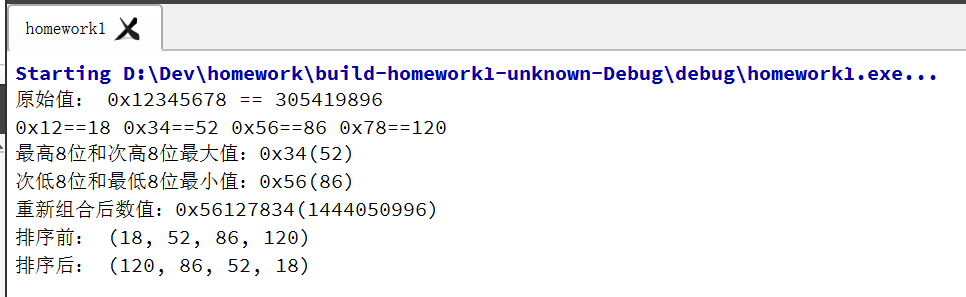 homework1
Starting D:\Dev\homework\build-homework1-unknown-Debug\debug\homework1.exe...
原始值： 0x12345678 == 305419896
0x12==18 0x34==52 0x56==86 0x78==120
最高8位和次高8位最大值：0x34(52)
次低8位和最低8位最小值：0x56(86)
重新组合后数值：0x56127834(1444050996)
排序前： (18, 52, 86, 120)
排序后： (120, 86, 52, 18)